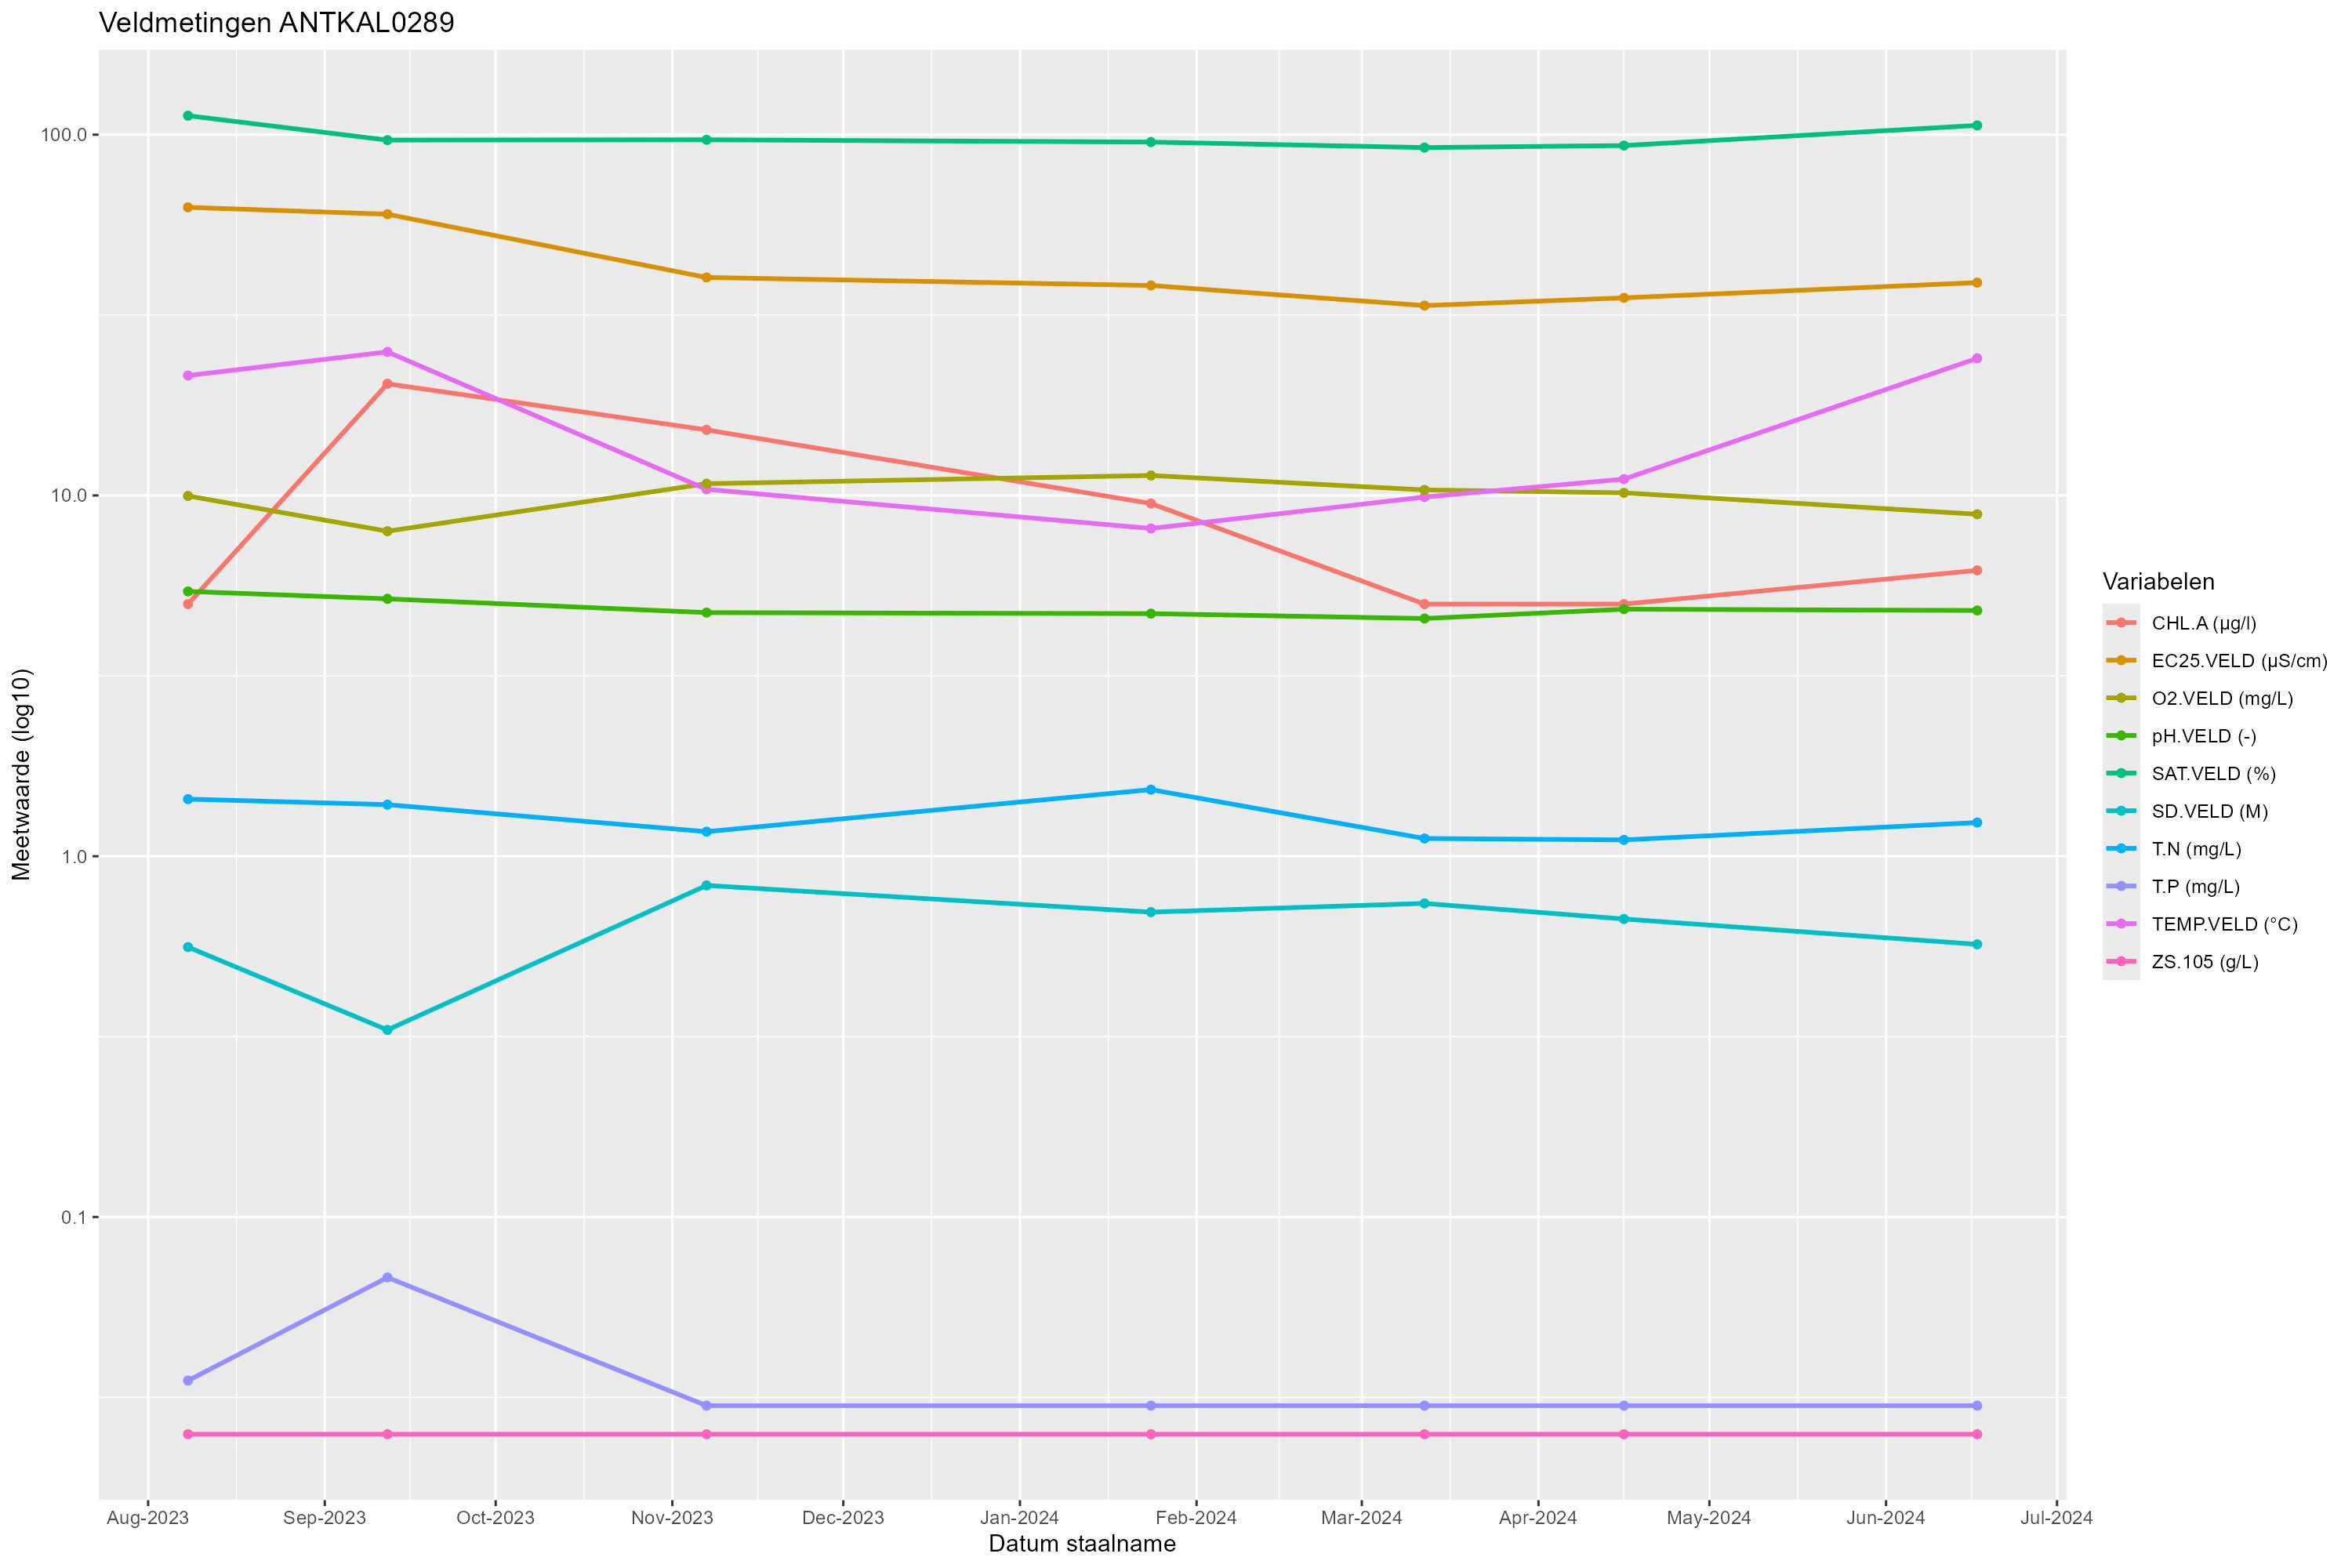 Veldmetingen ANTKAL0289
100.0
10.0
1.0
0.1
Meetwaarde (log10)
Aug-2023 Sep-2023 Oct-2023 Nov-2023 Dec-2023 Jan-2024 Feb-2024 Mar-2024 Apr-2024 May-2024 Jun-2024 Jul-2024
Datum staalname
Variabelen
CHL.A (µg/l)
EC25.VELD (µS/cm)
O2.VELD (mg/L)
pH.VELD (-)
SAT.VELD (%)
SD.VELD (M)
T.N (mg/L)
T.P (mg/L)
TEMP.VELD (°C)
ZS.105 (g/L)